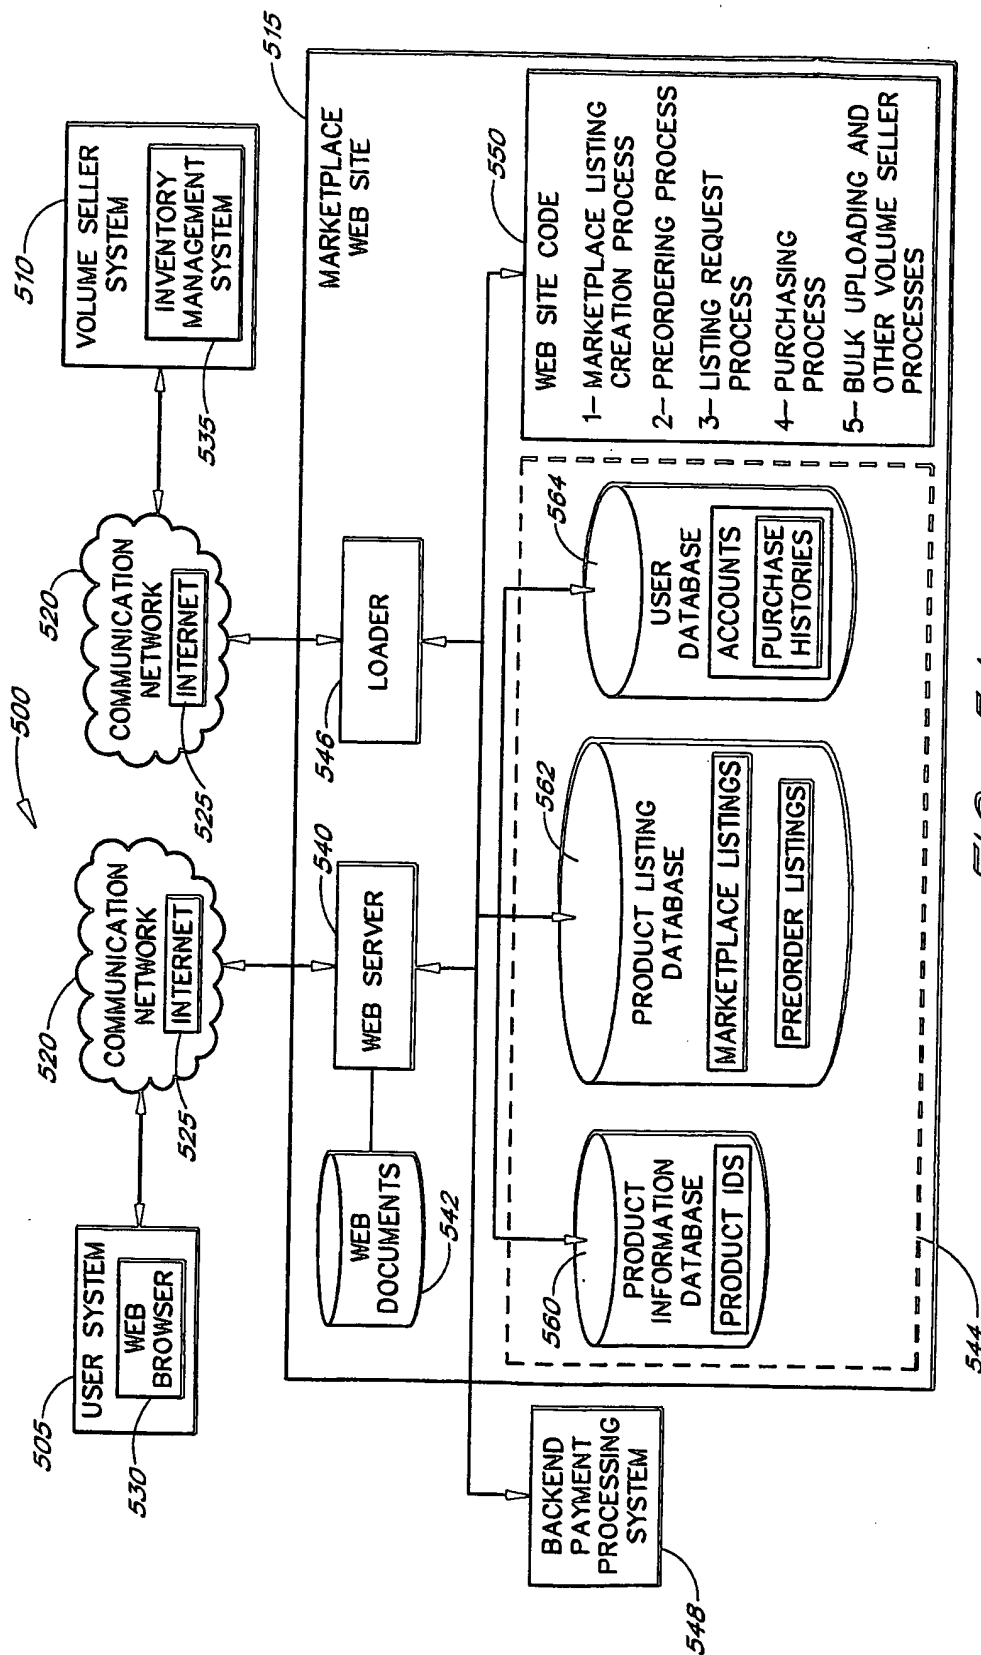 500
505
USER SYSTEM
WEB
BROWSER
530
520
COMMUNICATION
NETWORK
INTERNET
525
520
COMMUNICATION
NETWORK
INTERNET
525
510
VOLUME SELLER
SYSTEM
INVENTORY
MANAGEMENT
SYSTEM
535
515
MARKETPLACE
WEB SITE
WEB
DOCUMENTS
542
WEB SERVER
540
LOADER
546
BACKEND
PAYMENT
PROCESSING
SYSTEM
548
560
PRODUCT
INFORMATION
DATABASE
PRODUCT IDS
562
PRODUCT LISTING
DATABASE
MARKETPLACE LISTINGS
PREORDER LISTINGS
564
USER
DATABASE
ACCOUNTS
PURCHASE
HISTORIES
544
550
WEB SITE CODE
1- MARKETPLACE LISTING
CREATION PROCESS
2- PREORDERING PROCESS
3- LISTING REQUEST
PROCESS
4- PURCHASING
PROCESS
5- BULK UPLOADING AND
OTHER VOLUME SELLER
PROCESSES